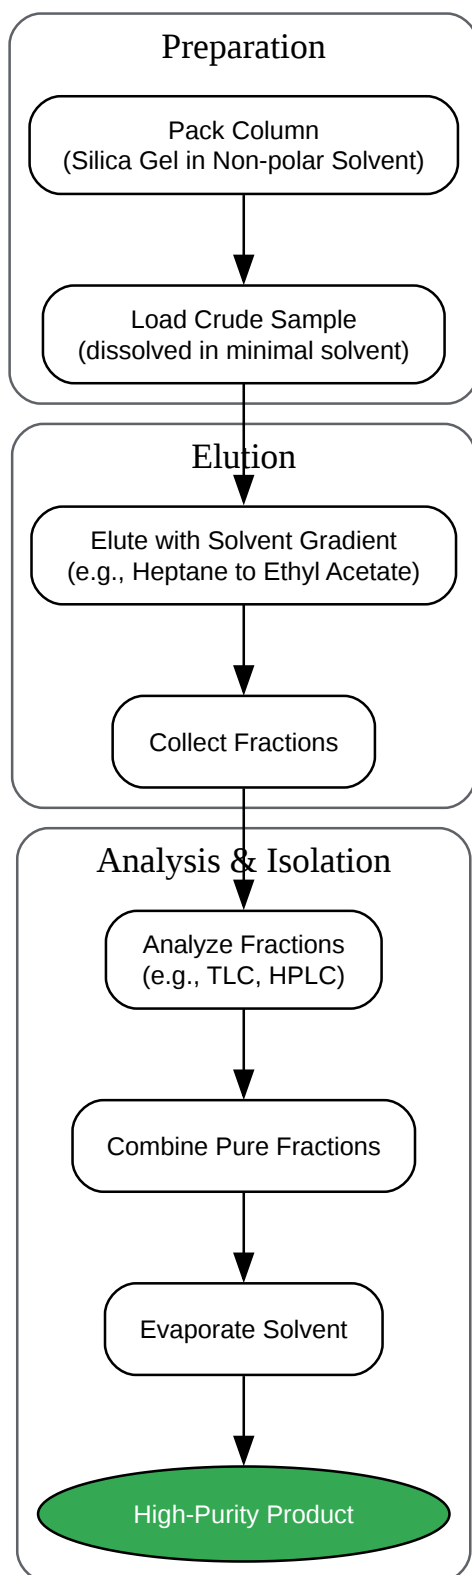 Preparation
Pack Column
(Silica Gel in Non-polar Solvent)
Load Crude Sample
(dissolved in minimal solvent)
Elution
Elute with Solvent Gradient
(e.g., Heptane to Ethyl Acetate)
Collect Fractions
Analysis & Isolation
Analyze Fractions
(e.g., TLC, HPLC)
Combine Pure Fractions
Evaporate Solvent
High-Purity Product